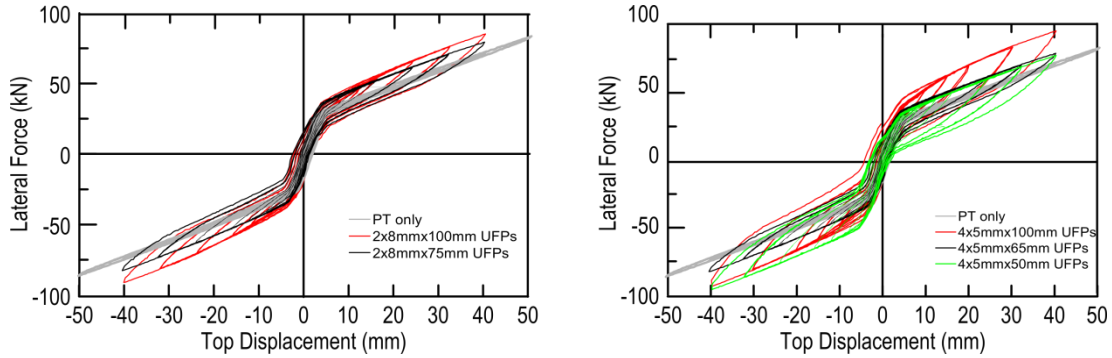 100
50
0
-50
-100
Lateral Force (kN)
PT only
2x8mmx100mm UFPs
2x8mmx75mm UFPs
-50 -40 -30 -20 -10 0 10 20 30 40 50
Top Displacement (mm)
100
50
0
-50
-100
Lateral Force (kN)
PT only
4x5mmx100mm UFPs
4x5mmx65mm UFPs
4x5mmx50mm UFPs
-50 -40 -30 -20 -10 0 10 20 30 40 50
Top Displacement (mm)